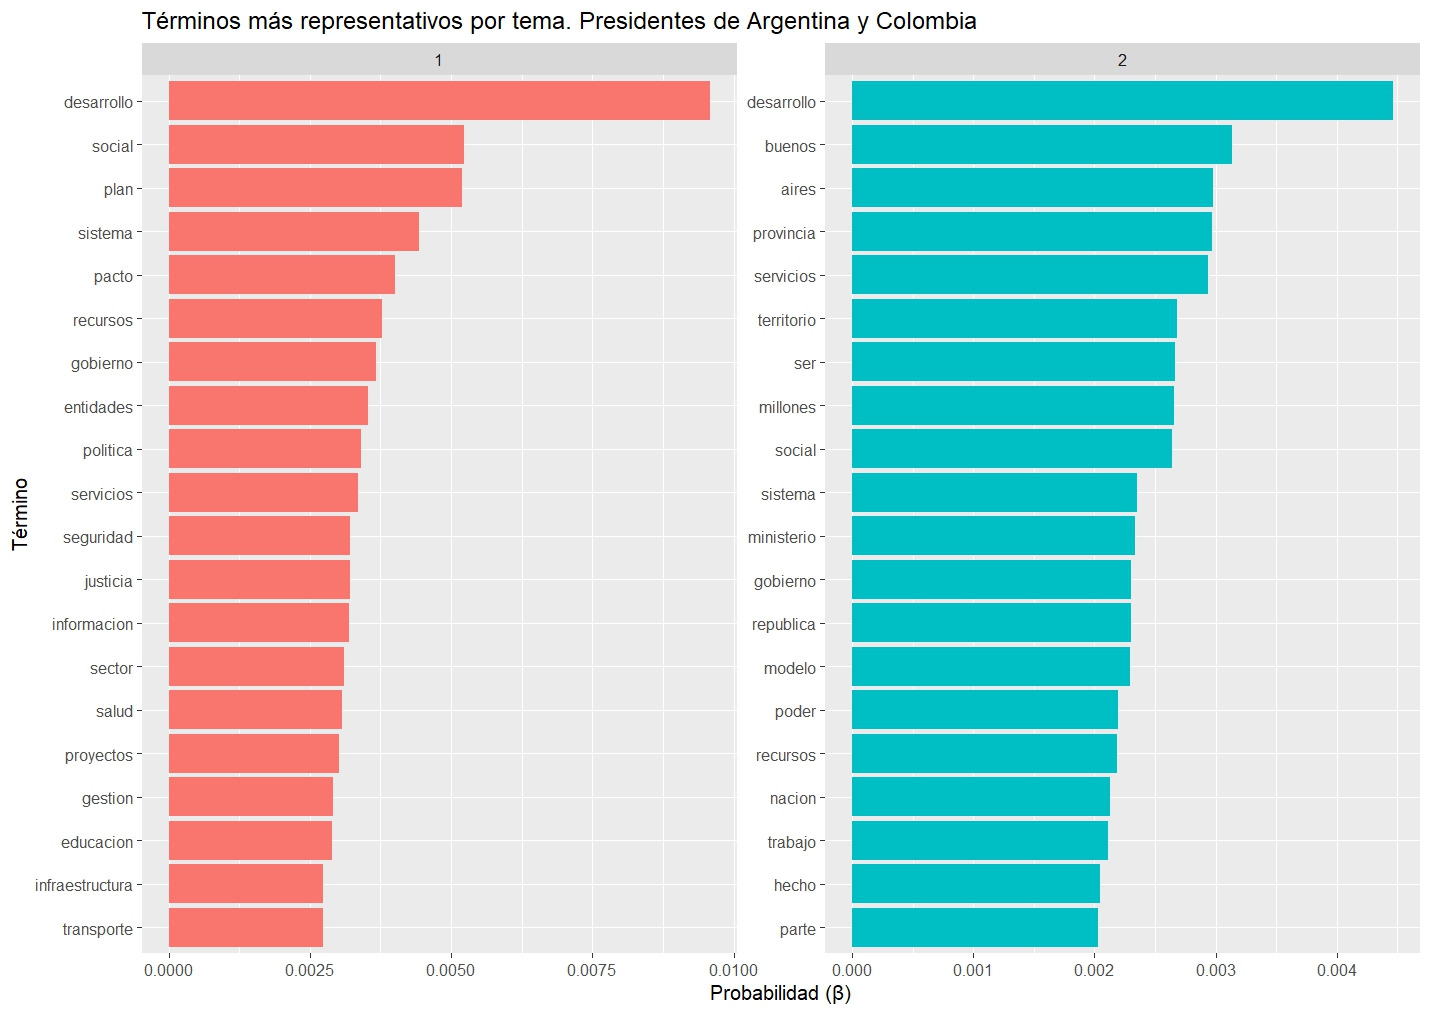 Términos más representativos por tema. Presidentes de Argentina y Colombia
1
desarrollo
social
plan
sistema
pacto
recursos
gobierno
entidades
politica
servicios
seguridad
justicia
informacion
sector
salud
proyectos
gestion
educacion
infraestructura
transporte
0.0000 0.0025 0.0050 0.0075 0.0100
2
desarrollo
buenos
aires
provincia
servicios
territorio
ser
millones
social
sistema
ministerio
gobierno
republica
modelo
poder
recursos
nacion
trabajo
hecho
parte
0.000 0.001 0.002 0.003 0.004
Término
Probabilidad (β)